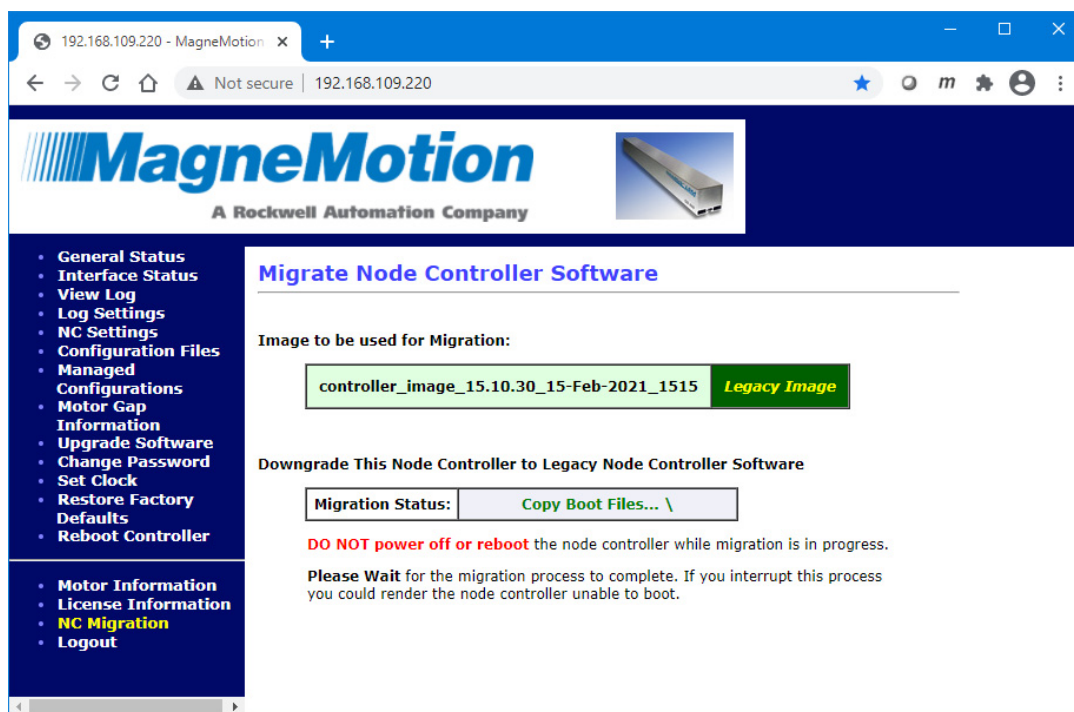 192.168.109.220 - MagneMotion
Not secure | 192.168.109.220
m
MagneMotion
A Rockwell Automation Company
General Status
Interface Status
View Log
Log Settings
NC Settings
Configuration Files
Managed
Configurations
Motor Gap
Information
Upgrade Software
Change Password
Set Clock
Restore Factory
Defaults
Reboot Controller
Motor Information
License Information
NC Migration
Logout
Migrate Node Controller Software
Image to be used for Migration:
controller_image_15.10.30_15-Feb-2021_1515 Legacy Image
Downgrade This Node Controller to Legacy Node Controller Software
Migration Status: Copy Boot Files... \
DO NOT power off or reboot the node controller while migration is in progress.
Please Wait for the migration process to complete. If you interrupt this process
you could render the node controller unable to boot.